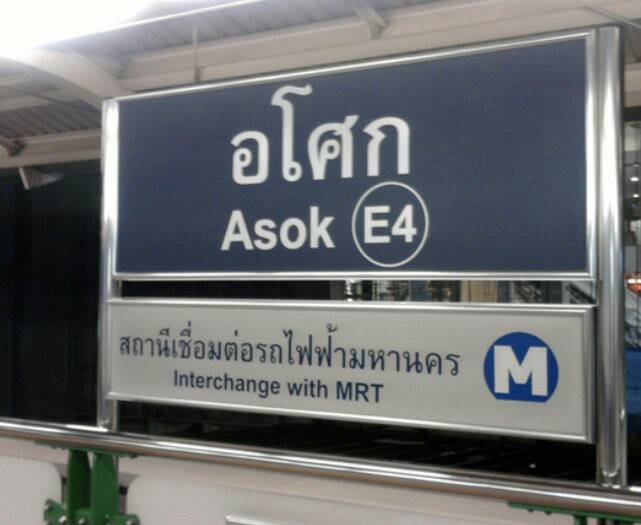 อโศก
Asok E4
สถานีเชื่อมต่อรถไฟฟ้ามหานคร
Interchange with MRT
M